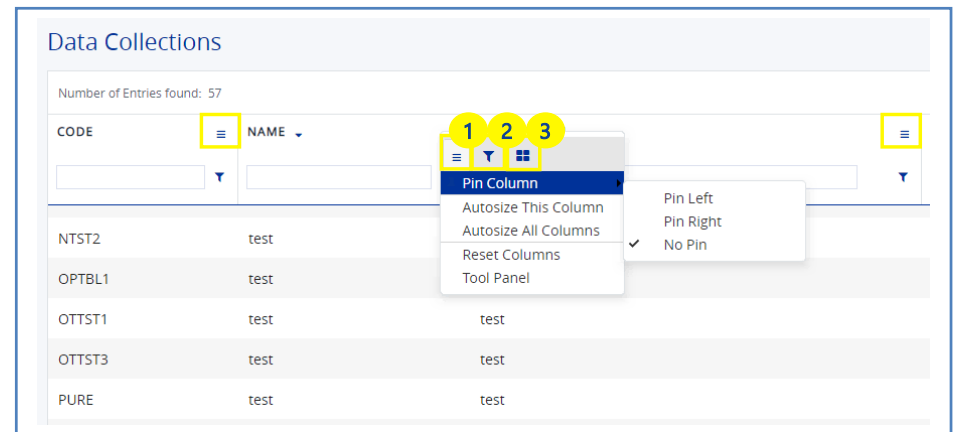 Data Collections
Number of Entries found: 57
CODE NAME
1 2 3
Pin Column
Autosize This Column
Autosize All Columns
Reset Columns
Tool Panel
Pin Left
Pin Right
No Pin
NTST2 test
OPTBL1 test
OTTST1 test test
OTTST3 test test
PURE test test